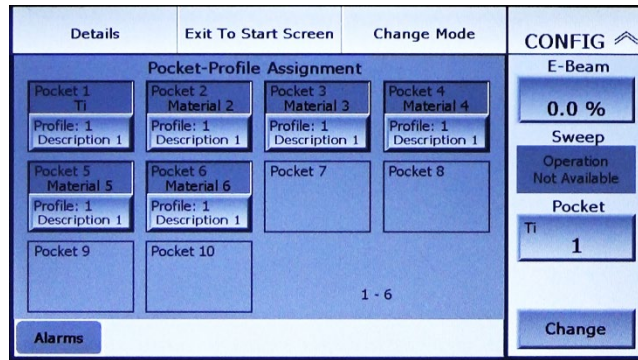 Details
Exit To Start Screen
Change Mode
CONFIG
Pocket-Profile Assignment
E-Beam
Pocket 1
Ti
Profile: 1
Description 1
Pocket 2
Material 2
Profile: 1
Description 1
Pocket 3
Material 3
Profile: 1
Description 1
Pocket 4
Material 4
Profile: 1
Description 1
0.0 %
Sweep
Operation
Not Available
Pocket 5
Material 5
Profile: 1
Description 1
Pocket 6
Material 6
Profile: 1
Description 1
Pocket 7
Pocket 8
Pocket
Ti
1
Pocket 9
Pocket 10
1 - 6
Alarms
Change